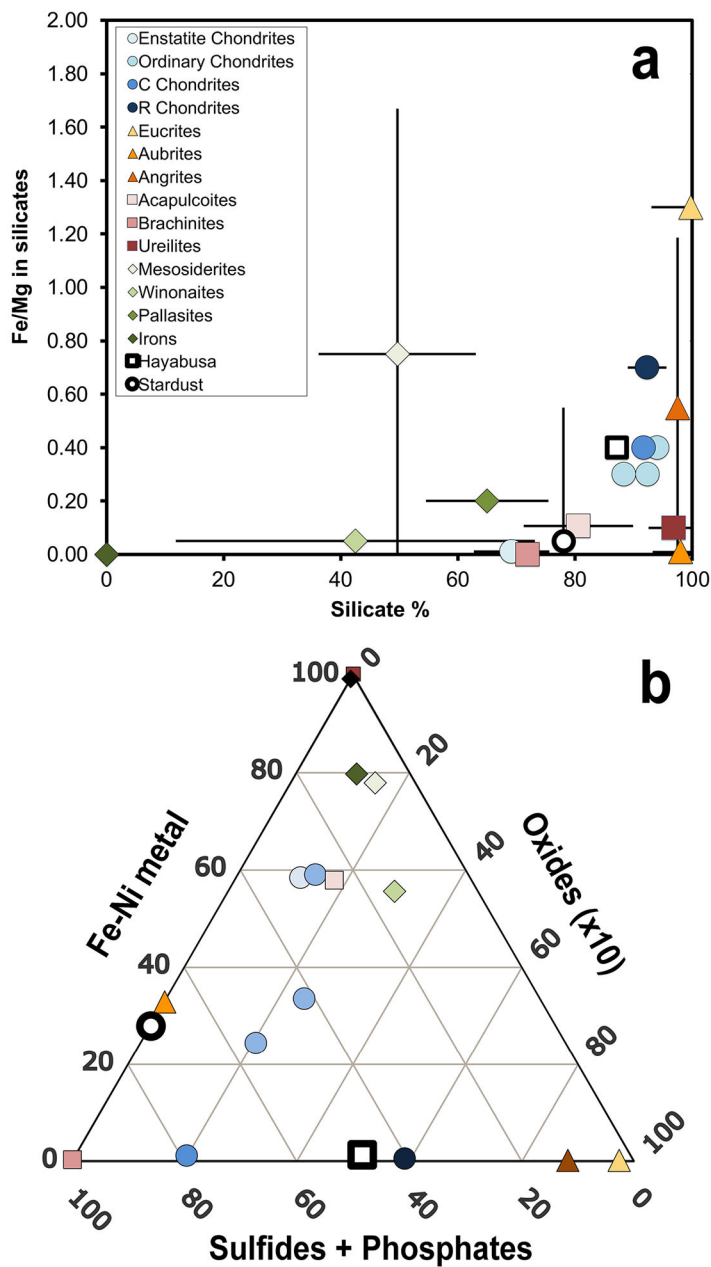 a
2.00
1.80
1.60
1.40
1.20
1.00
0.80
0.60
0.40
0.20
0.00
Fe/Mg in silicates
Enstatite Chondrites
Ordinary Chondrites
C Chondrites
R Chondrites
Eucrites
Aubrites
Angrites
Acapulcoites
Brachinites
Ureilites
Mesosiderites
Winonaites
Pallasites
Irons
Hayabusa
Stardust
0 20 40 60 80 100
Silicate %
b
100 0
80 20
60 40
40 60
20 80
0 100
Fe-Ni metal
Oxides (x10)
100 80 60 40 20 0
Sulfides + Phosphates